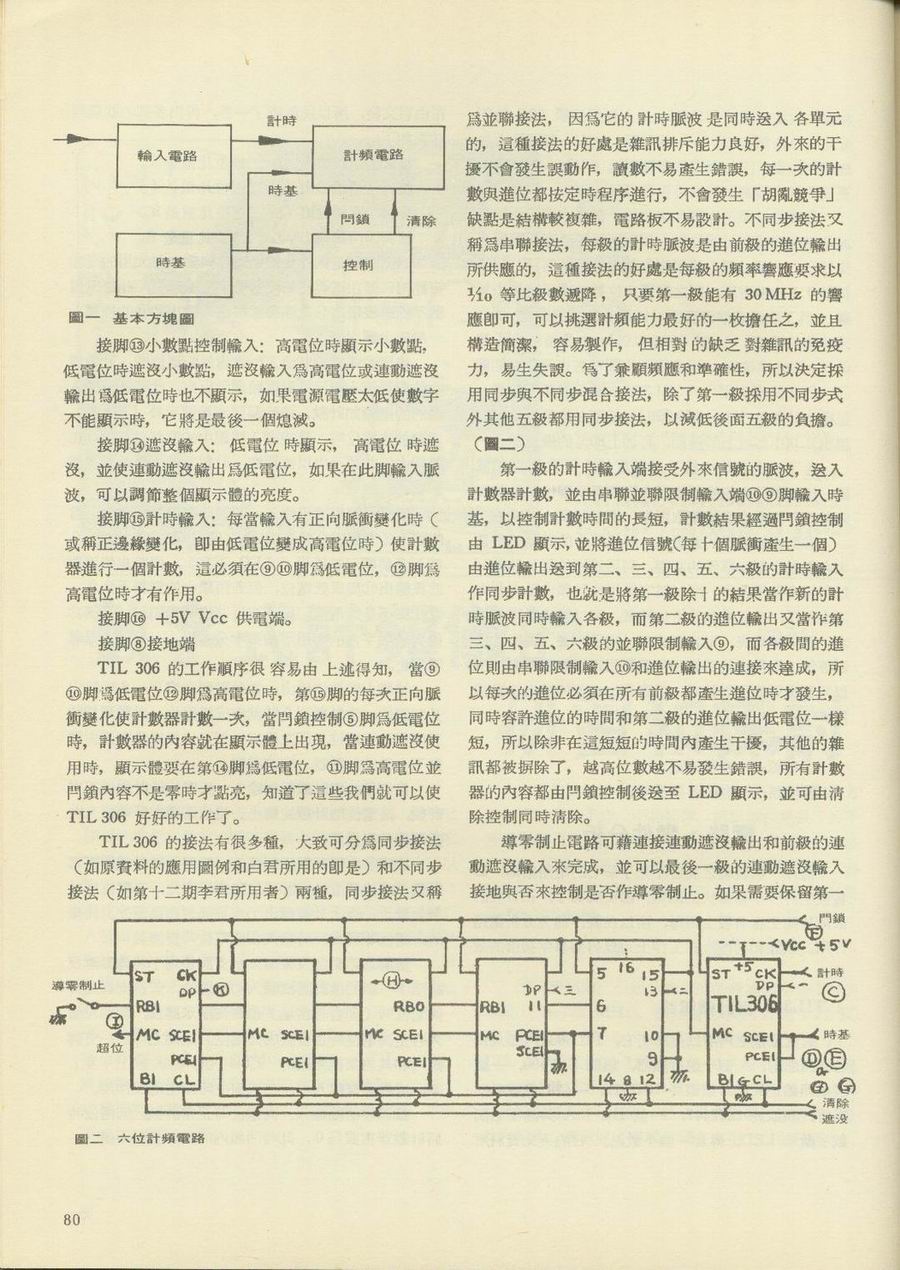 計時
輸入電路
計頻電路
時基
閂鎖
清除
時基
控制
圖一 基本方塊圖
接脚⑬小數點控制輸入：高電位時顯示小數點，
低電位時遮沒小數點，遮沒輸入爲高電位或連動遮沒
輸出爲低電位時也不顯示，如果電源電壓太低使數字
不能顯示時，它將是最後一個熄滅。
接脚⑭遮沒輸入：低電位時顯示，高電位時遮
沒，並使連動遮沒輸出爲低電位，如果在此脚輸入脈
波，可以調節整個顯示體的亮度。
接脚⑮計時輸入：每當輸入有正向脈衝變化時（
或稱正邊緣變化，卽由低電位變成高電位時）使計數
器進行一個計數，這必須在⑨⑩脚爲低電位，⑫脚爲
高電位時才有作用。
接脚⑯ +5V Vcc 供電端。
接脚⑧接地端
TIL 306 的工作順序很容易由上述得知，當⑨
⑩脚爲低電位⑫脚爲高電位時，第⑮脚的每次正向脈
衝變化使計數器計數一次，當閂鎖控制⑤脚爲低電位
時，計數器的內容就在顯示體上出現，當連動遮沒使
用時，顯示體要在第⑭脚爲低電位，⑪脚爲高電位並
閂鎖內容不是零時才點亮，知道了這些我們就可以使
TIL 306 好好的工作了。
TIL 306 的接法有很多種，大致可分爲同步接法
（如原資料的應用圖例和白君所用的卽是）和不同步
接法（如第十二期李君所用者）兩種，同步接法又稱
爲並聯接法，因爲它的計時脈波是同時送入各單元
的，這種接法的好處是雜訊排斥能力良好，外來的干
擾不會發生誤動作，讀數不易產生錯誤，每一次的計
數與進位都按定時程序進行，不會發生「胡亂競爭」
缺點是結構較複雜，電路板不易設計。不同步接法又
稱爲串聯接法，每級的計時脈波是由前級的進位輸出
所供應的，這種接法的好處是每級的頻率響應要求以
⅒ 等比級數遞降，只要第一級能有 30 MHz 的響
應卽可，可以挑選計頻能力最好的一枚擔任之，並且
構造簡潔，容易製作，但相對的缺乏對雜訊的免疫
力，易生失誤。爲了兼顧頻應和準確性，所以決定採
用同步與不同步混合接法，除了第一級採用不同步式
外其他五級都用同步接法，以減低後面五級的負擔。
（圖二）
第一級的計時輸入端接受外來信號的脈波，送入
計數器計數，並由串聯並聯限制輸入端⑩⑨脚輸入時
基，以控制計數時間的長短，計數結果經過閂鎖控制
由 LED 顯示，並將進位信號（每十個脈衝產生一個）
由進位輸出送到第二、三、四、五、六級的計時輸入
作同步計數，也就是將第一級除十的結果當作新的計
時脈波同時輸入各級，而第二級的進位輸出又當作第
三、四、五、六級的並聯限制輸入⑨，而各級間的進
位則由串聯限制輸入⑩和進位輸出的連接來達成，所
以每次的進位必須在所有前級都產生進位時才發生，
同時容許進位的時間和第二級的進位輸出低電位一樣
短，所以除非在這短短的時間內產生干擾，其他的雜
訊都被摒除了，越高位數越不易發生錯誤，所有計數
器的內容都由閂鎖控制後送至 LED 顯示，並可由清
除控制同時清除。
導零制止電路可藉連接連動遮沒輸出和前級的連
動遮沒輸入來完成，並可以最後一級的連動遮沒輸入
接地與否來控制是否作導零制止。如果需要保留第一
閂鎖
Ⓕ
Vcc +5V
導零制止
Ⓘ
超位
ST CK
DP
RBI
MC SCEI
PCEI
BI CL
Ⓚ
MC SCEI
PCEI
Ⓗ
RBO
MC SCEI
PCEI
DP 三
RBI 11
MC PCEI
SCEI
5 16 15
13 二
6
7 10
9
14 8 12
ST +5 CK
DP 一
TIL306
MC SCEI
PCEI
BI G CL
計時
Ⓒ
時基
Ⓓ Ⓔ
or
Ⓖ Ⓖ
清除
遮沒
圖二 六位計頻電路
80